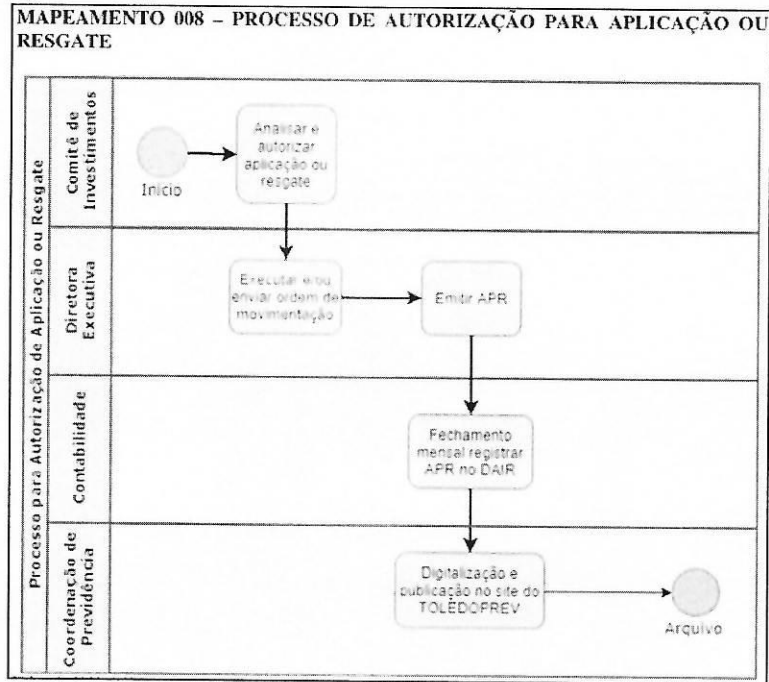 MAPEAMENTO 008 – PROCESSO DE AUTORIZAÇÃO PARA APLICAÇÃO OU
RESGATE
Processo para Autorização de Aplicação ou Resgate
Comitê de
Investimentos
Início
Analisar e
autorizar
aplicação ou
resgate
Diretora
Executiva
Executar e/ou
enviar ordem de
movimentação
Emitir APR
Contabilidade
Fechamento
mensal registrar
APR no DAIR
Coordenação de
Previdência
Digitalização e
publicação no site do
TOLEDOPREV
Arquivo